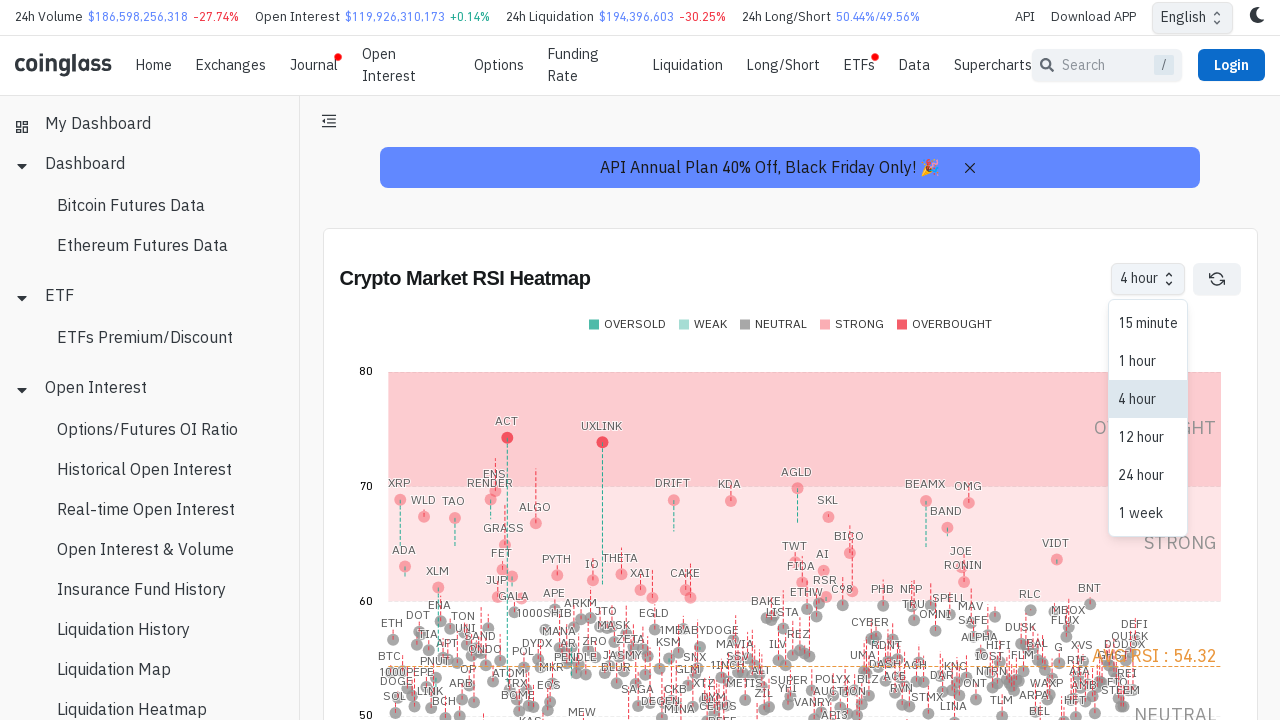 24h Volume $186,598,256,318 -27.74% Open Interest $119,926,310,173 +0.14% 24h Liquidation $194,396,603 -30.25% 24h Long/Short 50.44%/49.56% API Download APP English
coinglass Home Exchanges Journal Open Interest Options Funding Rate Liquidation Long/Short ETFs Data Supercharts Search / Login
My Dashboard
Dashboard
Bitcoin Futures Data
Ethereum Futures Data
ETF
ETFs Premium/Discount
Open Interest
Options/Futures OI Ratio
Historical Open Interest
Real-time Open Interest
Open Interest & Volume
Insurance Fund History
Liquidation History
Liquidation Map
Liquidation Heatmap
API Annual Plan 40% Off, Black Friday Only! 🎉
Crypto Market RSI Heatmap
4 hour
15 minute
1 hour
4 hour
12 hour
24 hour
1 week
OVERSOLD WEAK NEUTRAL STRONG OVERBOUGHT
80
ACT
UXLINK
70
XRP
WLD
TAO
ENS
RENDER
ALGO
DRIFT
KDA
AGLD
SKL
BEAMX
OMG
BAND
STRONG
GRASS
BICO
VIDT
ADA
FET
PYTH
IO
THETA
TWT
AI
JOE
RONIN
XLM
JUP
GALA
APE
XAI
CAKE
FIDA
RSR
ETHW
C98
PHB
NFP
RLC
BNT
60
ETH
DOT
ENA
TON
1000SHIB
ARKM
JTO
EGLD
BAKE
LISTA
TRU
SPELL
OMNI
MAV
SAFE
MBOX
FLUX
TIA
UNI
SAND
MANA
MASK
1MBABYDOGE
CYBER
DUSK
DEFI
QUICK
BTC
APT
ONDO
DYDX
AR
ZRO
ZETA
KSM
MAVIA
REZ
ILV
RDNT
ALPHA
HIFI
BAL
G
XVS
DODOX
PNUT
POL
PENDLE
JASMY
SNX
SSV
UMA
DASH
IOST
FLM
RIF
1000PEPE
OP
MKR
BLUR
GLM
1INCH
KNC
NTRN
ATA
REI
DOGE
ARB
ATOM
TRX
EOS
XTZ
METIS
SUPER
POLYX
BLZ
ACE
DAR
ONT
WAXP
SOL
LINK
BCH
BOME
SAGA
CKB
ZIL
YFI
AUCTION
RVN
ARPA
STEEM
DEGEN
MINA
CETUS
VANRY
STMX
LINA
TLM
BEL
HFT
MEW
API3
50
NEUTRAL